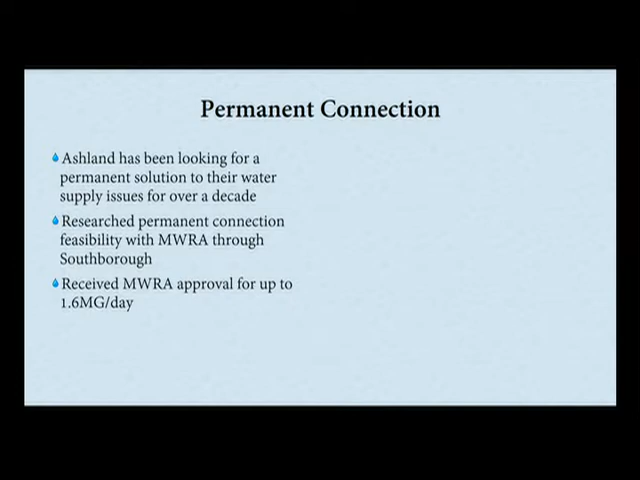 Permanent Connection
Ashland has been looking for a
permanent solution to their water
supply issues for over a decade
Researched permanent connection
feasibility with MWRA through
Southborough
Received MWRA approval for up to
1.6MG/day